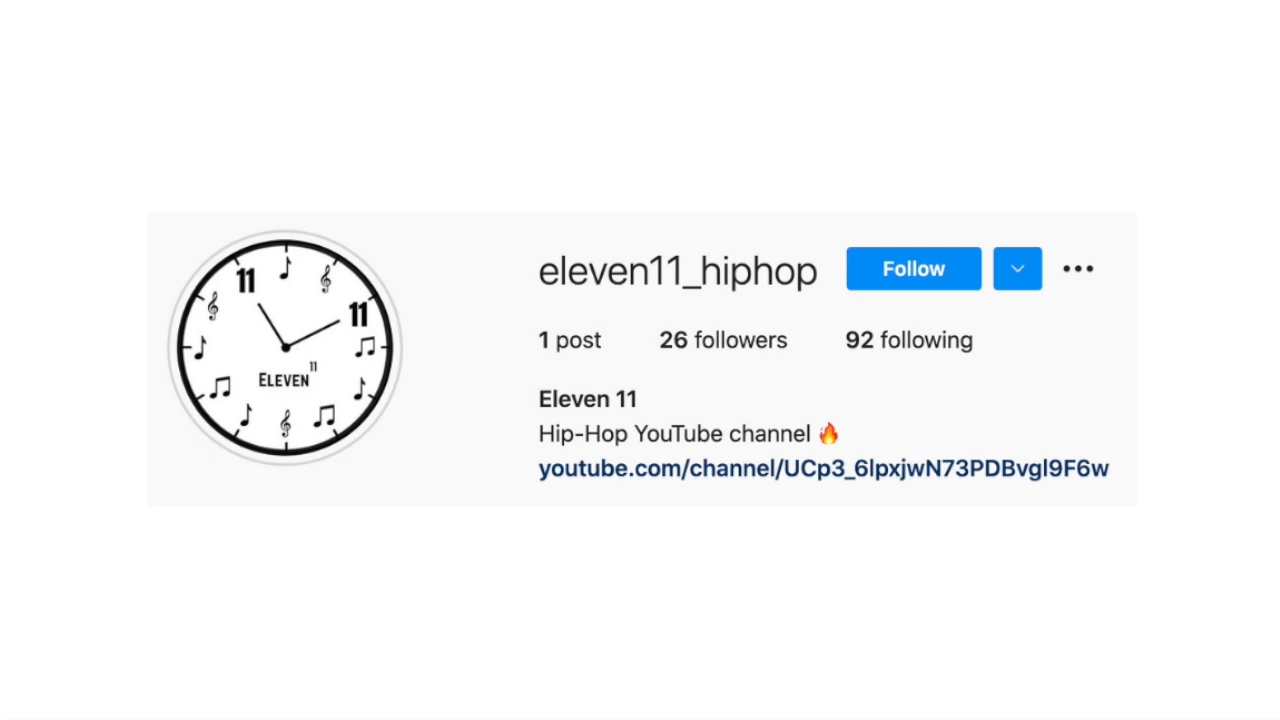 11
11
ELEVEN 11
eleven11_hiphop
Follow
1 post 26 followers 92 following
Eleven 11
Hip-Hop YouTube channel 🔥
youtube.com/channel/UCp3_6lpxjwN73PDBvgl9F6w